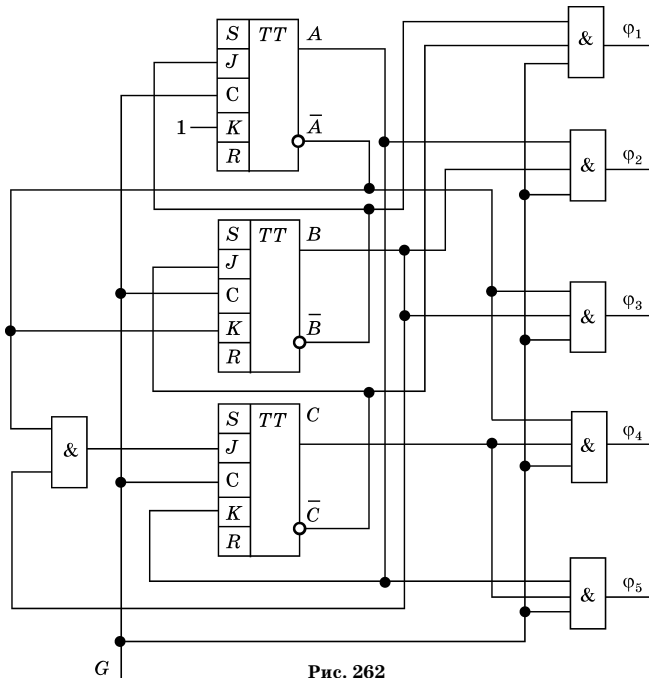 S TT A
J
C
1 K A̅
R
S TT B
J
C
K B̅
R
S TT C
J
C
K C̅
R
&
& φ₁
& φ₂
& φ₃
& φ₄
& φ₅
G
Рис. 262